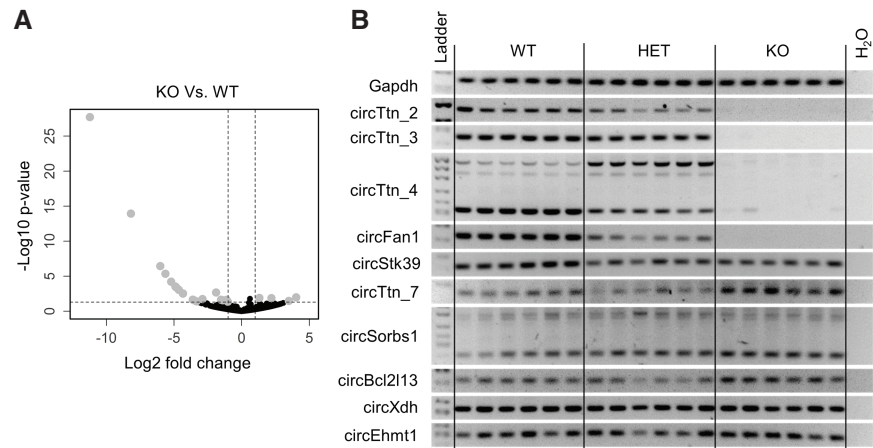 A
KO Vs. WT
-Log10 p-value
25
20
15
10
5
0
-10
-5
0
5
Log2 fold change
B
Ladder
WT
HET
KO
H2O
Gapdh
circTtn_2
circTtn_3
circTtn_4
circFan1
circStk39
circTtn_7
circSorbs1
circBcl2l13
circXdh
circEhmt1